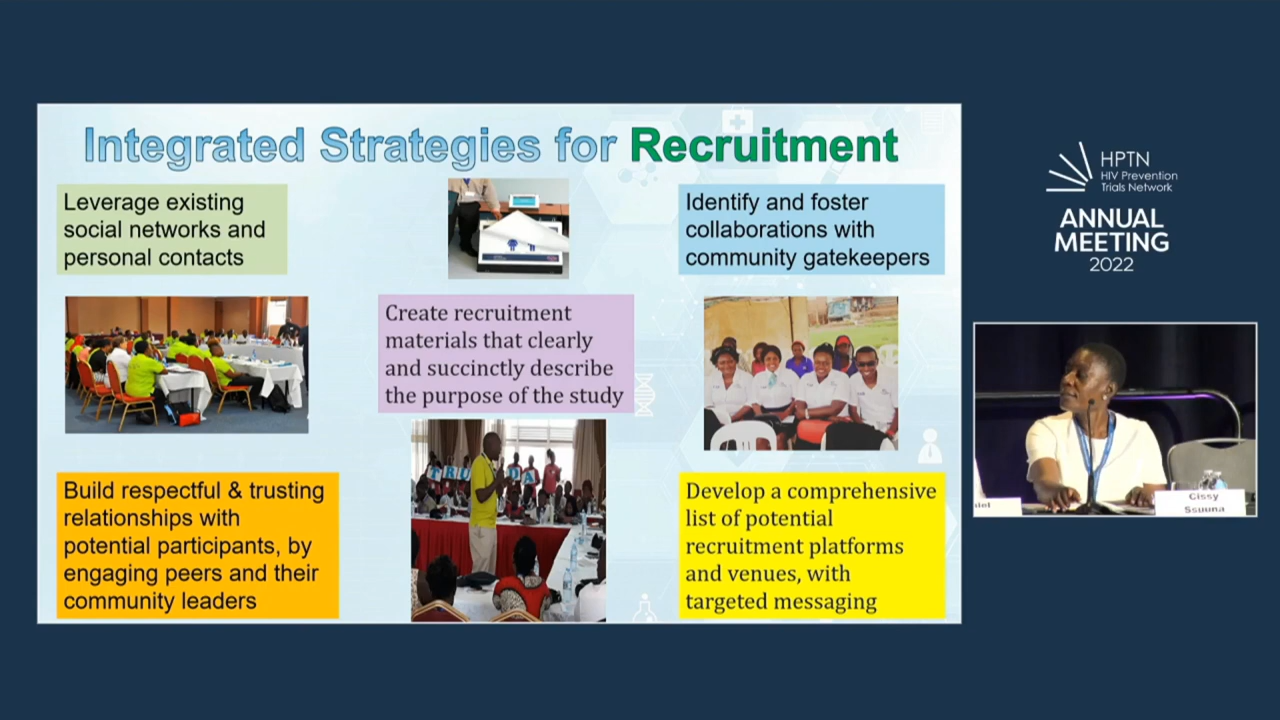 Integrated Strategies for Recruitment
Leverage existing
social networks and
personal contacts
Identify and foster
collaborations with
community gatekeepers
Create recruitment
materials that clearly
and succinctly describe
the purpose of the study
Build respectful & trusting
relationships with
potential participants, by
engaging peers and their
community leaders
Develop a comprehensive
list of potential
recruitment platforms
and venues, with
targeted messaging
HPTN
HIV Prevention
Trials Network
ANNUAL
MEETING
2022
Cissy
Ssuuna